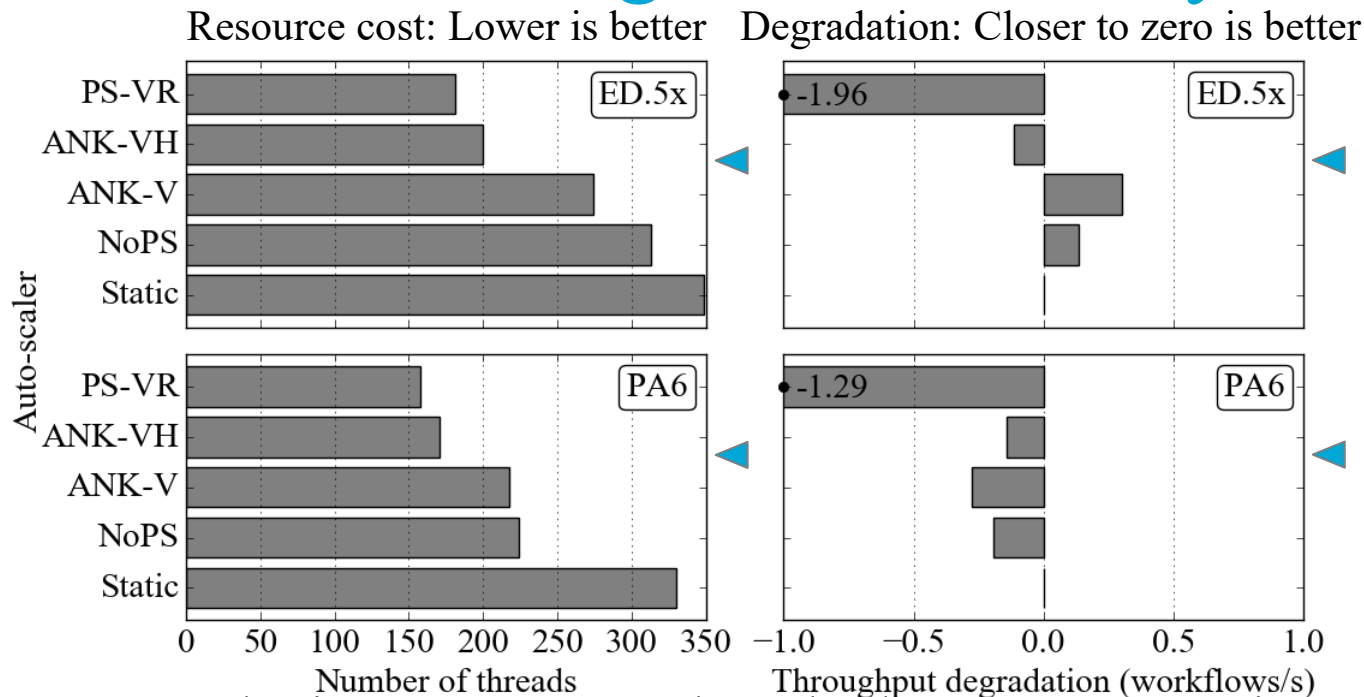 Resource cost: Lower is better
Degradation: Closer to zero is better
Auto-scaler
PS-VR
ANK-VH
ANK-V
NoPS
Static
ED.5x
-1.96
ED.5x
PS-VR
ANK-VH
ANK-V
NoPS
Static
PA6
-1.29
PA6
0 50 100 150 200 250 300 350
−1.0 −0.5 0.0 0.5 1.0
Number of threads
Throughput degradation (workflows/s)